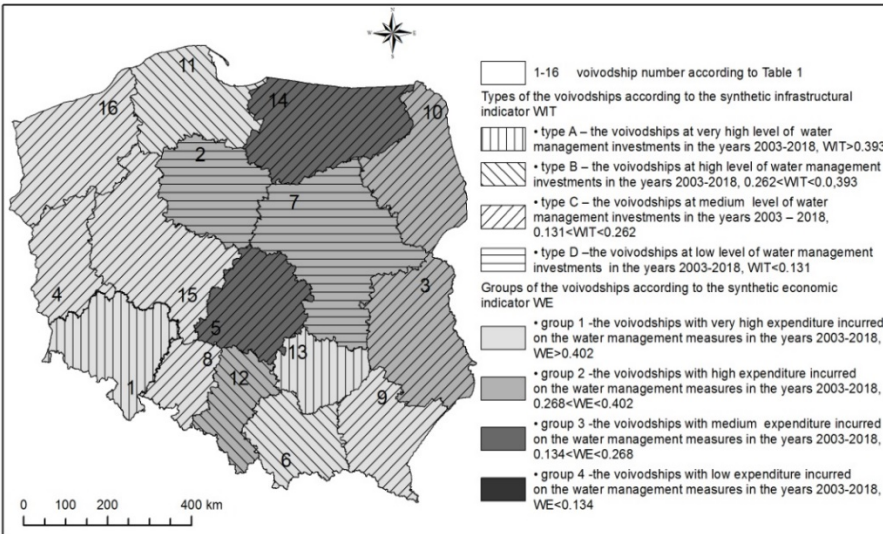 N
11
16
14
10
2
7
4
15
5
3
8
13
1
12
9
6
0 100 200 400 km
1-16 voivodship number according to Table 1
Types of the voivodships according to the synthetic infrastructural
indicator WIT
• type A – the voivodships at very high level of water
management investments in the years 2003-2018, WIT>0.393
• type B – the voivodships at high level of water management
investments in the years 2003-2018, 0.262<WIT<0.0,393
• type C – the voivodships at medium level of water
management investments in the years 2003 – 2018,
0.131<WIT<0.262
• type D –the voivodships at low level of water management
investments in the years 2003-2018, WIT<0.131
Groups of the voivodships according to the synthetic economic
indicator WE
• group 1 -the voivodships with very high expenditure incurred
on the water management measures in the years 2003-2018,
WE>0.402
• group 2 -the voivodships with high expenditure incurred
on the water management measures in the years 2003-2018,
0.268<WE<0.402
• group 3 -the voivodships with medium expenditure incurred
on the water management measures in the years 2003-2018,
0.134<WE<0.268
• group 4 -the voivodships with low expenditure incurred
on the water management measures in the years 2003-2018,
WE<0.134